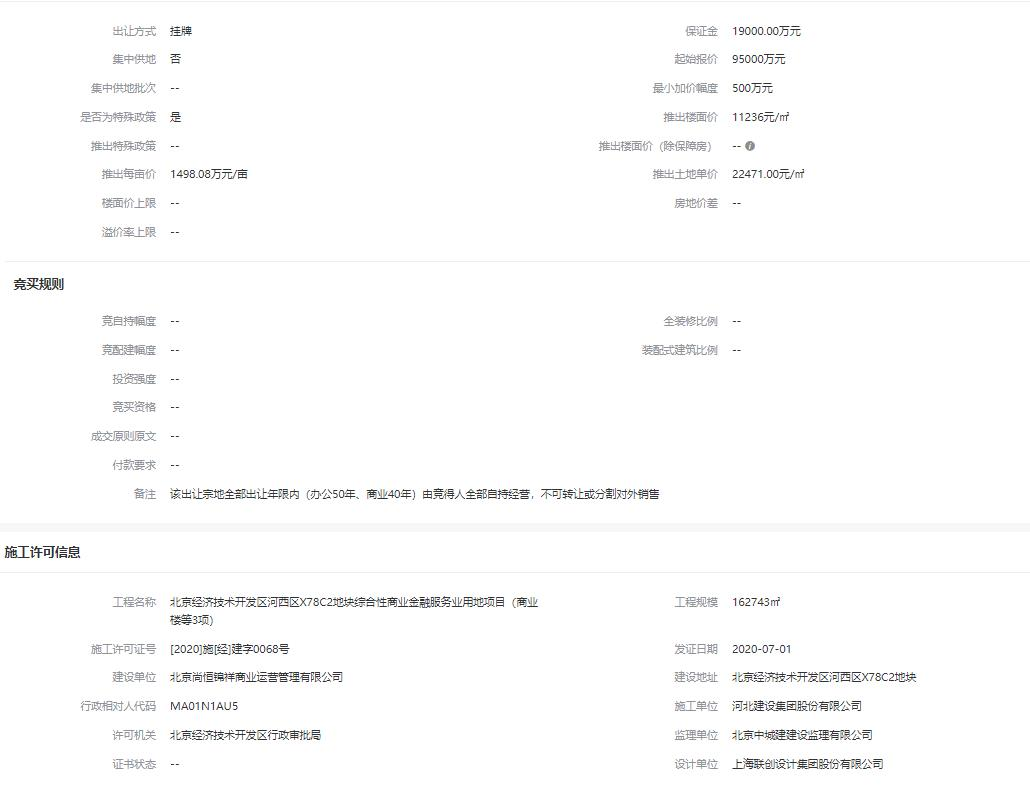 出让方式 挂牌 保证金 19000.00万元
集中供地 否 起始报价 95000万元
集中供地批次 -- 最小加价幅度 500万元
是否为特殊政策 是 推出楼面价 11236元/㎡
推出特殊政策 -- 推出楼面价（除保障房） --
推出每亩价 1498.08万元/亩 推出土地单价 22471.00元/㎡
楼面价上限 -- 房地价差 --
溢价率上限 --
竞买规则
竞自持幅度 -- 全装修比例 --
竞配建幅度 -- 装配式建筑比例 --
投资强度 --
竞买资格 --
成交原则原文 --
付款要求 --
备注 该出让宗地全部出让年限内（办公50年、商业40年）由竞得人全部自持经营，不可转让或分割对外销售
施工许可信息
工程名称 北京经济技术开发区河西区X78C2地块综合性商业金融服务业用地项目（商业 工程规模 162743㎡
楼等3项)
施工许可证号 [2020]施[经]建字0068号 发证日期 2020-07-01
建设单位 北京尚恒锦祥商业运营管理有限公司 建设地址 北京经济技术开发区河西区X78C2地块
行政相对人代码 MA01N1AU5 施工单位 河北建设集团股份有限公司
许可机关 北京经济技术开发区行政审批局 监理单位 北京中城建建设监理有限公司
证书状态 -- 设计单位 上海联创设计集团股份有限公司